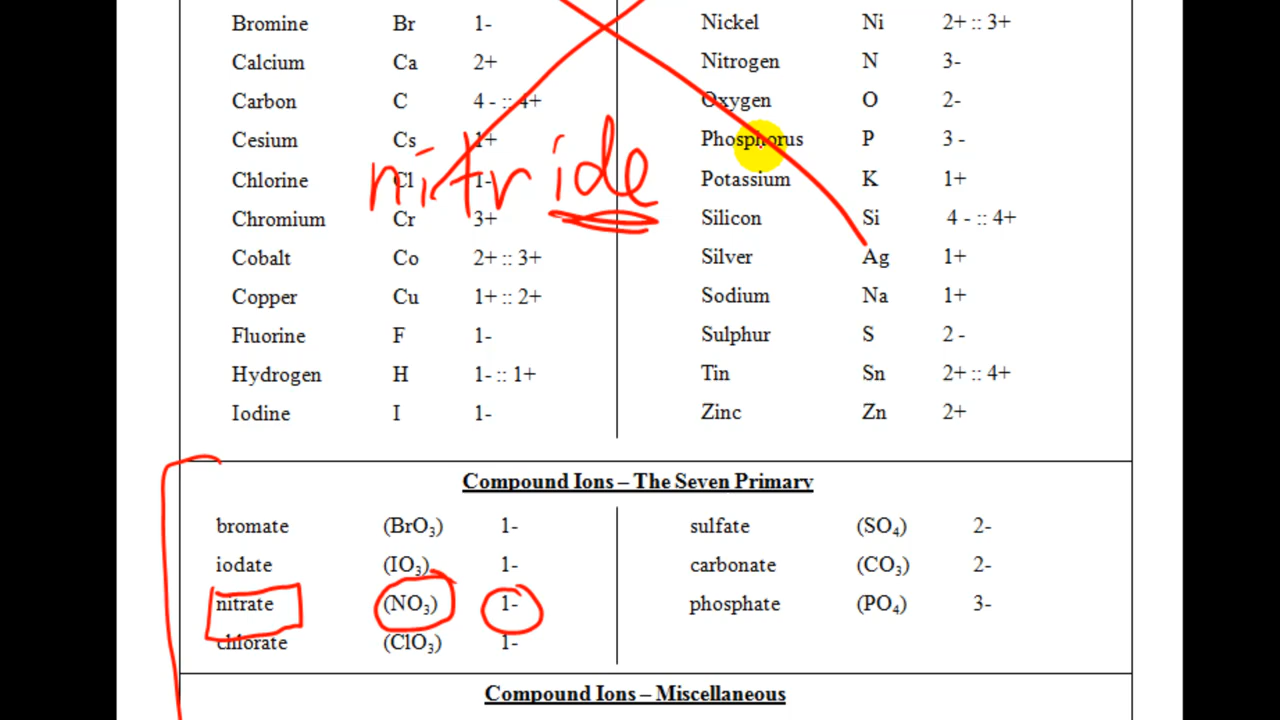 Bromine Br 1- Nickel Ni 2+ :: 3+
Calcium Ca 2+ Nitrogen N 3-
Carbon C 4 - :: 4+ Oxygen O 2-
Cesium Cs 1+ Phosphorus P 3 -
nitride
Chlorine Cl 1- Potassium K 1+
Chromium Cr 3+ Silicon Si 4 - :: 4+
Cobalt Co 2+ :: 3+ Silver Ag 1+
Copper Cu 1+ :: 2+ Sodium Na 1+
Fluorine F 1- Sulphur S 2 -
Hydrogen H 1- :: 1+ Tin Sn 2+ :: 4+
Iodine I 1- Zinc Zn 2+
Compound Ions – The Seven Primary
bromate (BrO₃) 1- sulfate (SO₄) 2-
iodate (IO₃) 1- carbonate (CO₃) 2-
nitrate (NO₃) 1- phosphate (PO₄) 3-
chlorate (ClO₃) 1-
Compound Ions – Miscellaneous